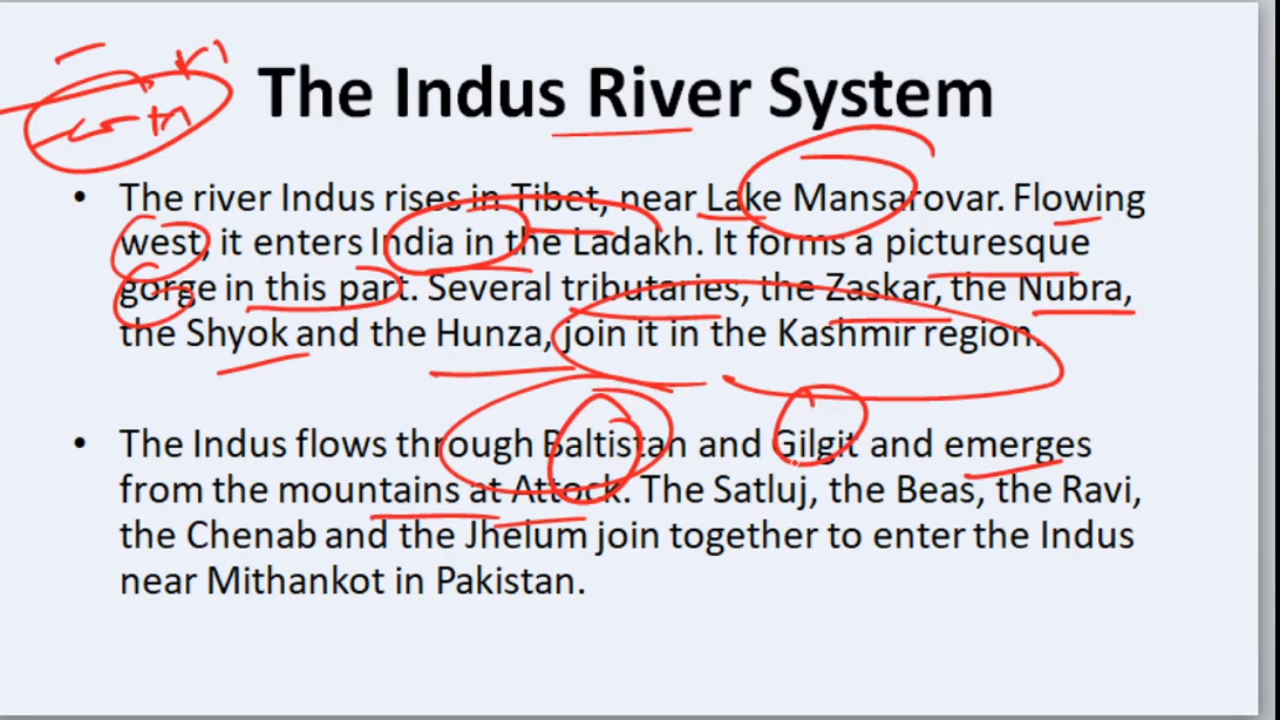 The Indus River System
• The river Indus rises in Tibet, near Lake Mansarovar. Flowing
west, it enters India in the Ladakh. It forms a picturesque
gorge in this part. Several tributaries, the Zaskar, the Nubra,
the Shyok and the Hunza, join it in the Kashmir region.
• The Indus flows through Baltistan and Gilgit and emerges
from the mountains at Attock. The Satluj, the Beas, the Ravi,
the Chenab and the Jhelum join together to enter the Indus
near Mithankot in Pakistan.